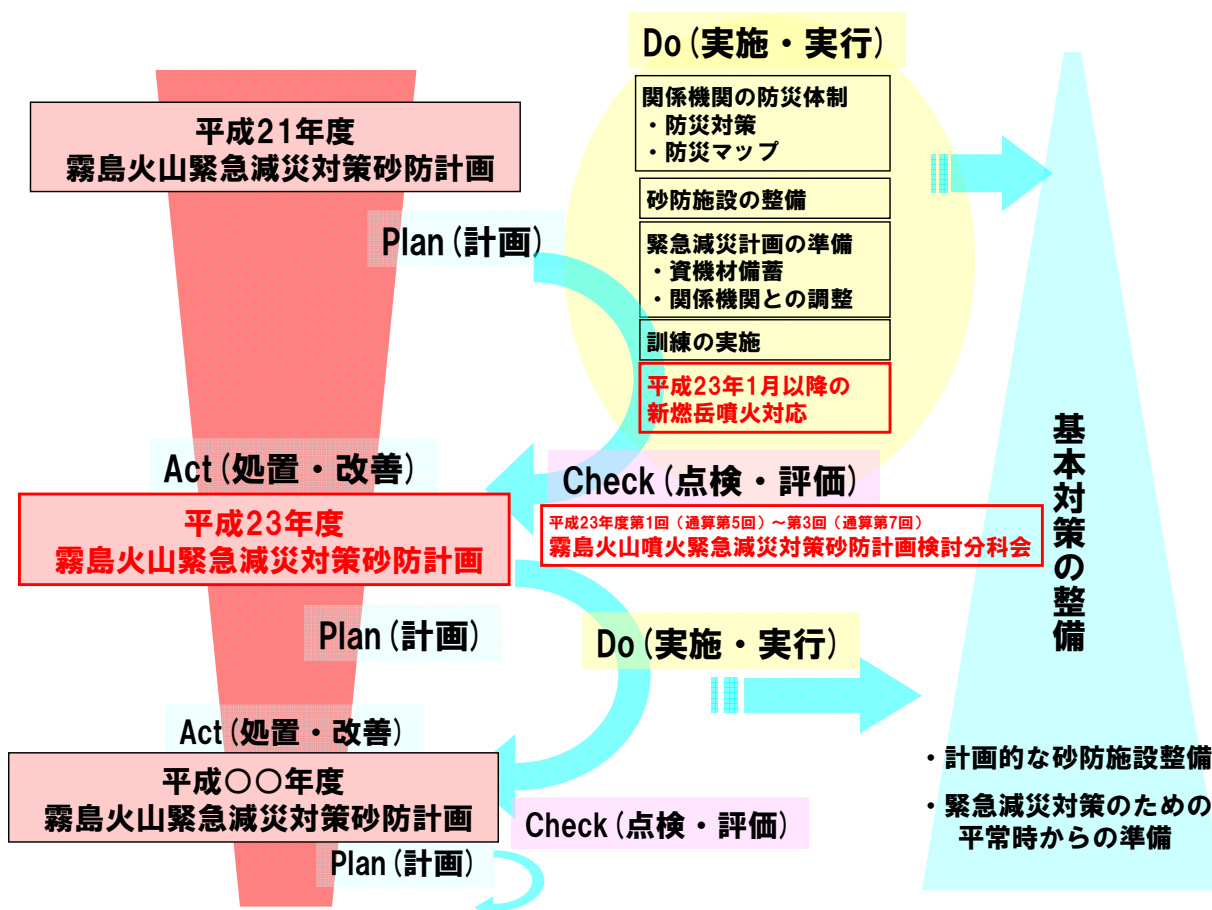 Do(実施・実行)
関係機関の防災体制
・防災対策
・防災マップ
平成21年度
霧島火山緊急減災対策砂防計画
砂防施設の整備
Plan(計画)
緊急減災計画の準備
・資機材備蓄
・関係機関との調整
訓練の実施
平成23年1月以降の
新燃岳噴火対応
Act(処置・改善)
Check(点検・評価)
平成23年度
霧島火山緊急減災対策砂防計画
平成23年度第1回(通算第5回)～第3回(通算第7回)
霧島火山噴火緊急減災対策砂防計画検討分科会
基本対策の整備
Plan(計画)
Do(実施・実行)
Act(処置・改善)
平成○○年度
霧島火山緊急減災対策砂防計画
・計画的な砂防施設整備
・緊急減災対策のための
平常時からの準備
Check(点検・評価)
Plan(計画)